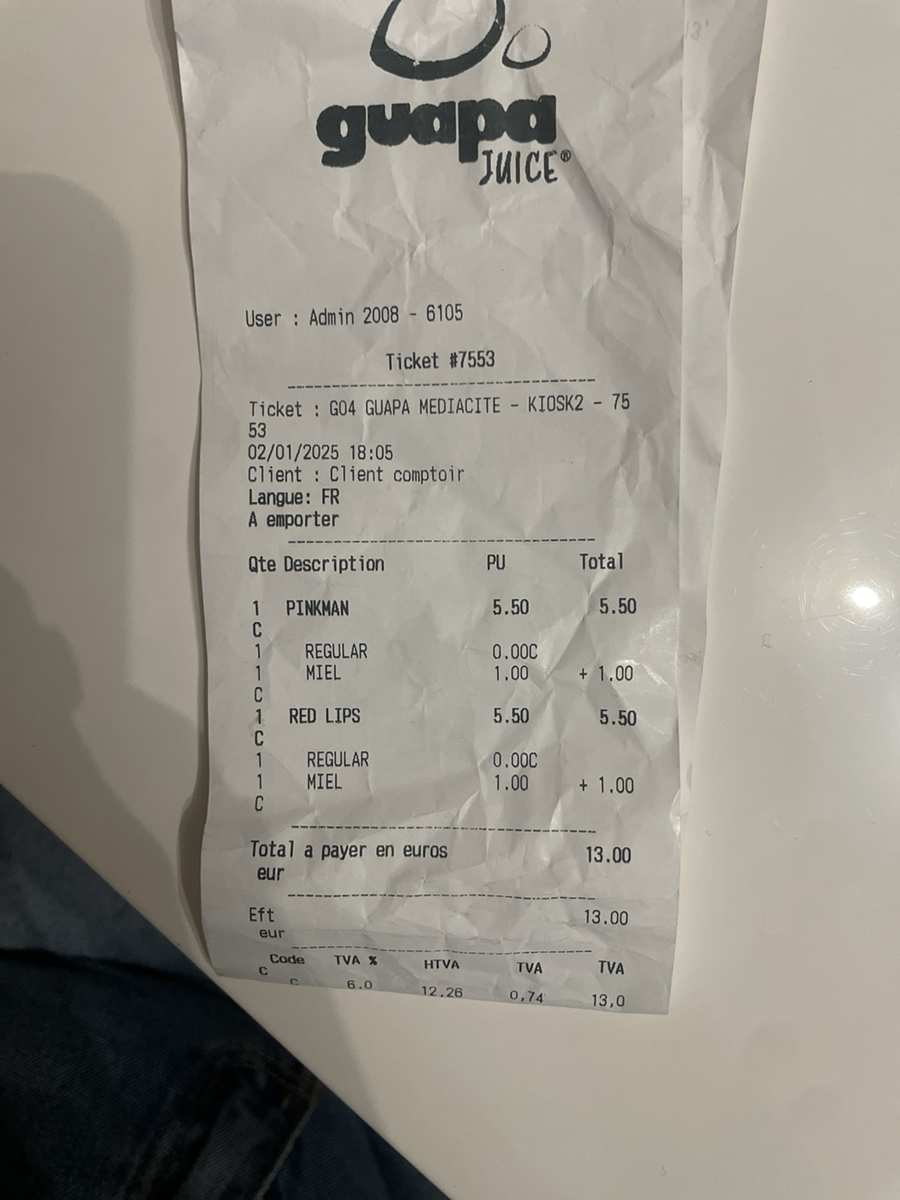 guapa
JUICE®
User : Admin 2008 - 6105
Ticket #7553
Ticket : GO4 GUAPA MEDIACITE - KIOSK2 - 75
53
02/01/2025 18:05
Client : Client comptoir
Langue: FR
A emporter
Qte Description PU Total
1 PINKMAN 5.50 5.50
C
1 REGULAR 0.00C
1 MIEL 1.00 + 1.00
C
1 RED LIPS 5.50 5.50
C
1 REGULAR 0.00C
1 MIEL 1.00 + 1.00
C
Total a payer en euros 13.00
eur
Eft 13.00
eur
Code TVA % HTVA TVA TVA
C
C 6.0 12,26 0,74 13,0